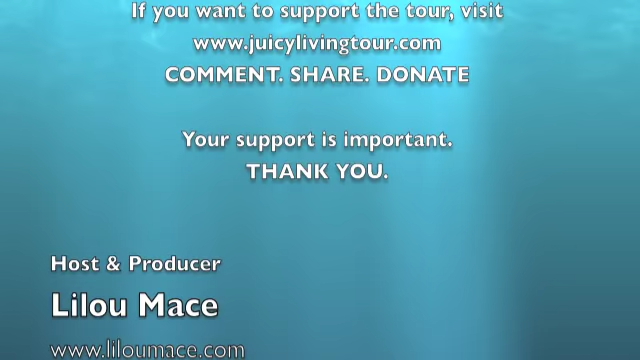 If you want to support the tour, visit
www.juicylivingtour.com
COMMENT. SHARE. DONATE
Your support is important.
THANK YOU.
Host & Producer
Lilou Mace
www.liloumace.com